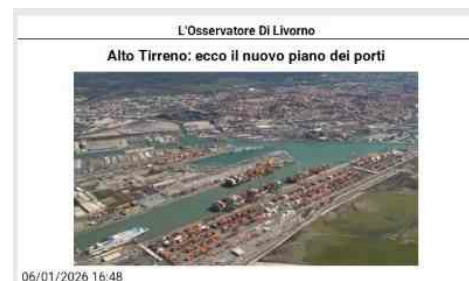 L'Osservatore Di Livorno
Alto Tirreno: ecco il nuovo piano dei porti
06/01/2026 16:48